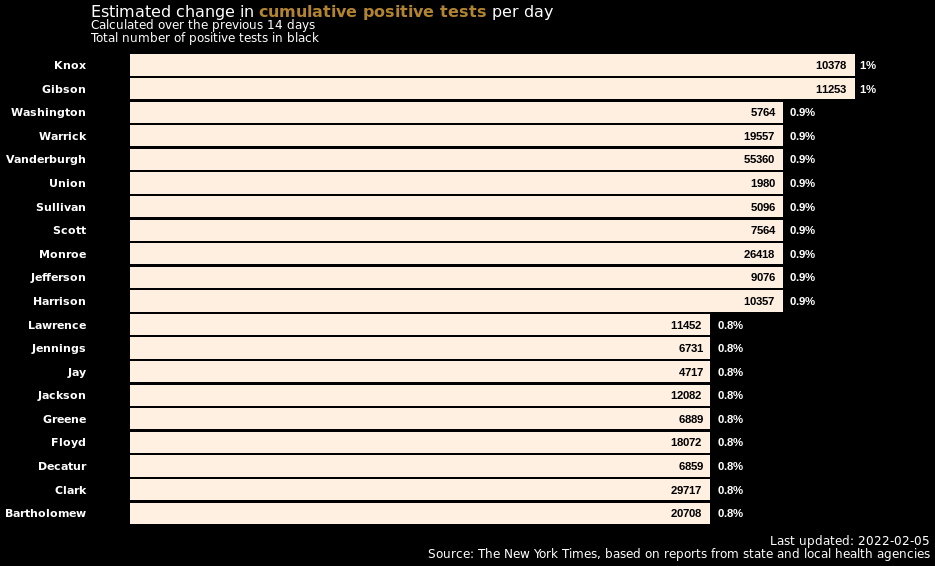 Estimated change in cumulative positive tests per day
Calculated over the previous 14 days
Total number of positive tests in black
Knox 10378 1%
Gibson 11253 1%
Washington 5764 0.9%
Warrick 19557 0.9%
Vanderburgh 55360 0.9%
Union 1980 0.9%
Sullivan 5096 0.9%
Scott 7564 0.9%
Monroe 26418 0.9%
Jefferson 9076 0.9%
Harrison 10357 0.9%
Lawrence 11452 0.8%
Jennings 6731 0.8%
Jay 4717 0.8%
Jackson 12082 0.8%
Greene 6889 0.8%
Floyd 18072 0.8%
Decatur 6859 0.8%
Clark 29717 0.8%
Bartholomew 20708 0.8%
Last updated: 2022-02-05
Source: The New York Times, based on reports from state and local health agencies